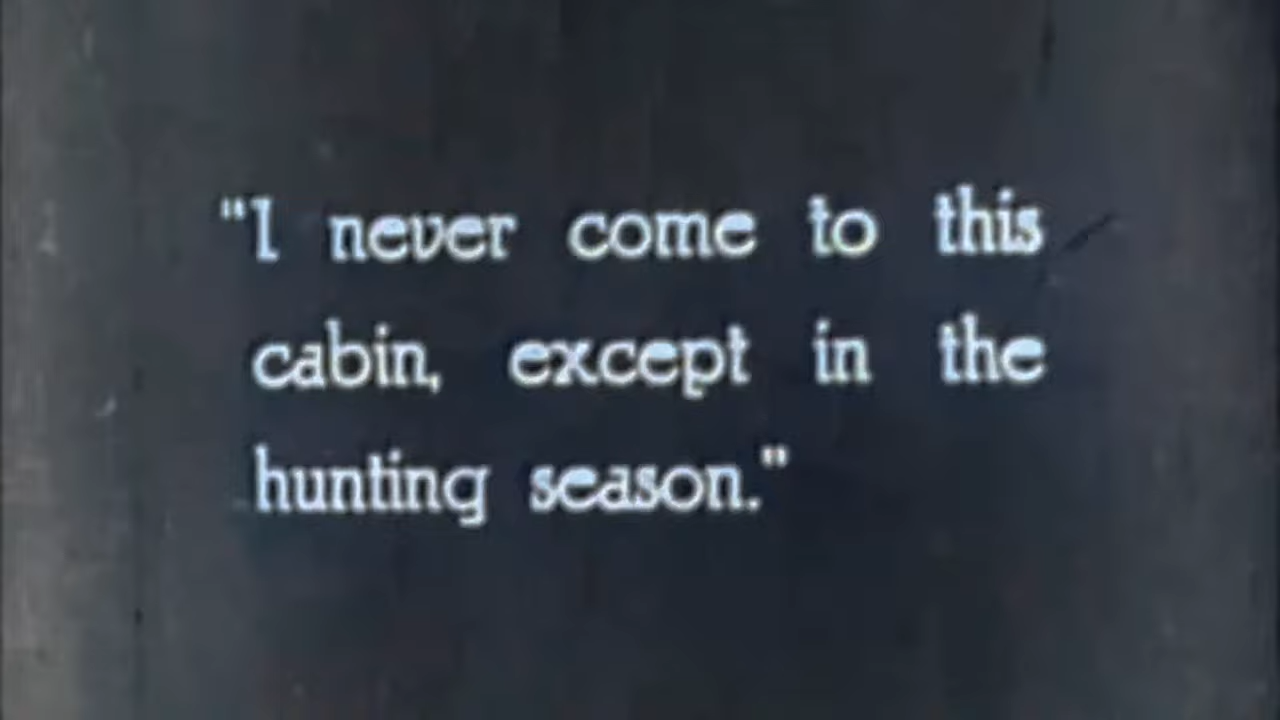 "I never come to this
cabin, except in the
hunting season."